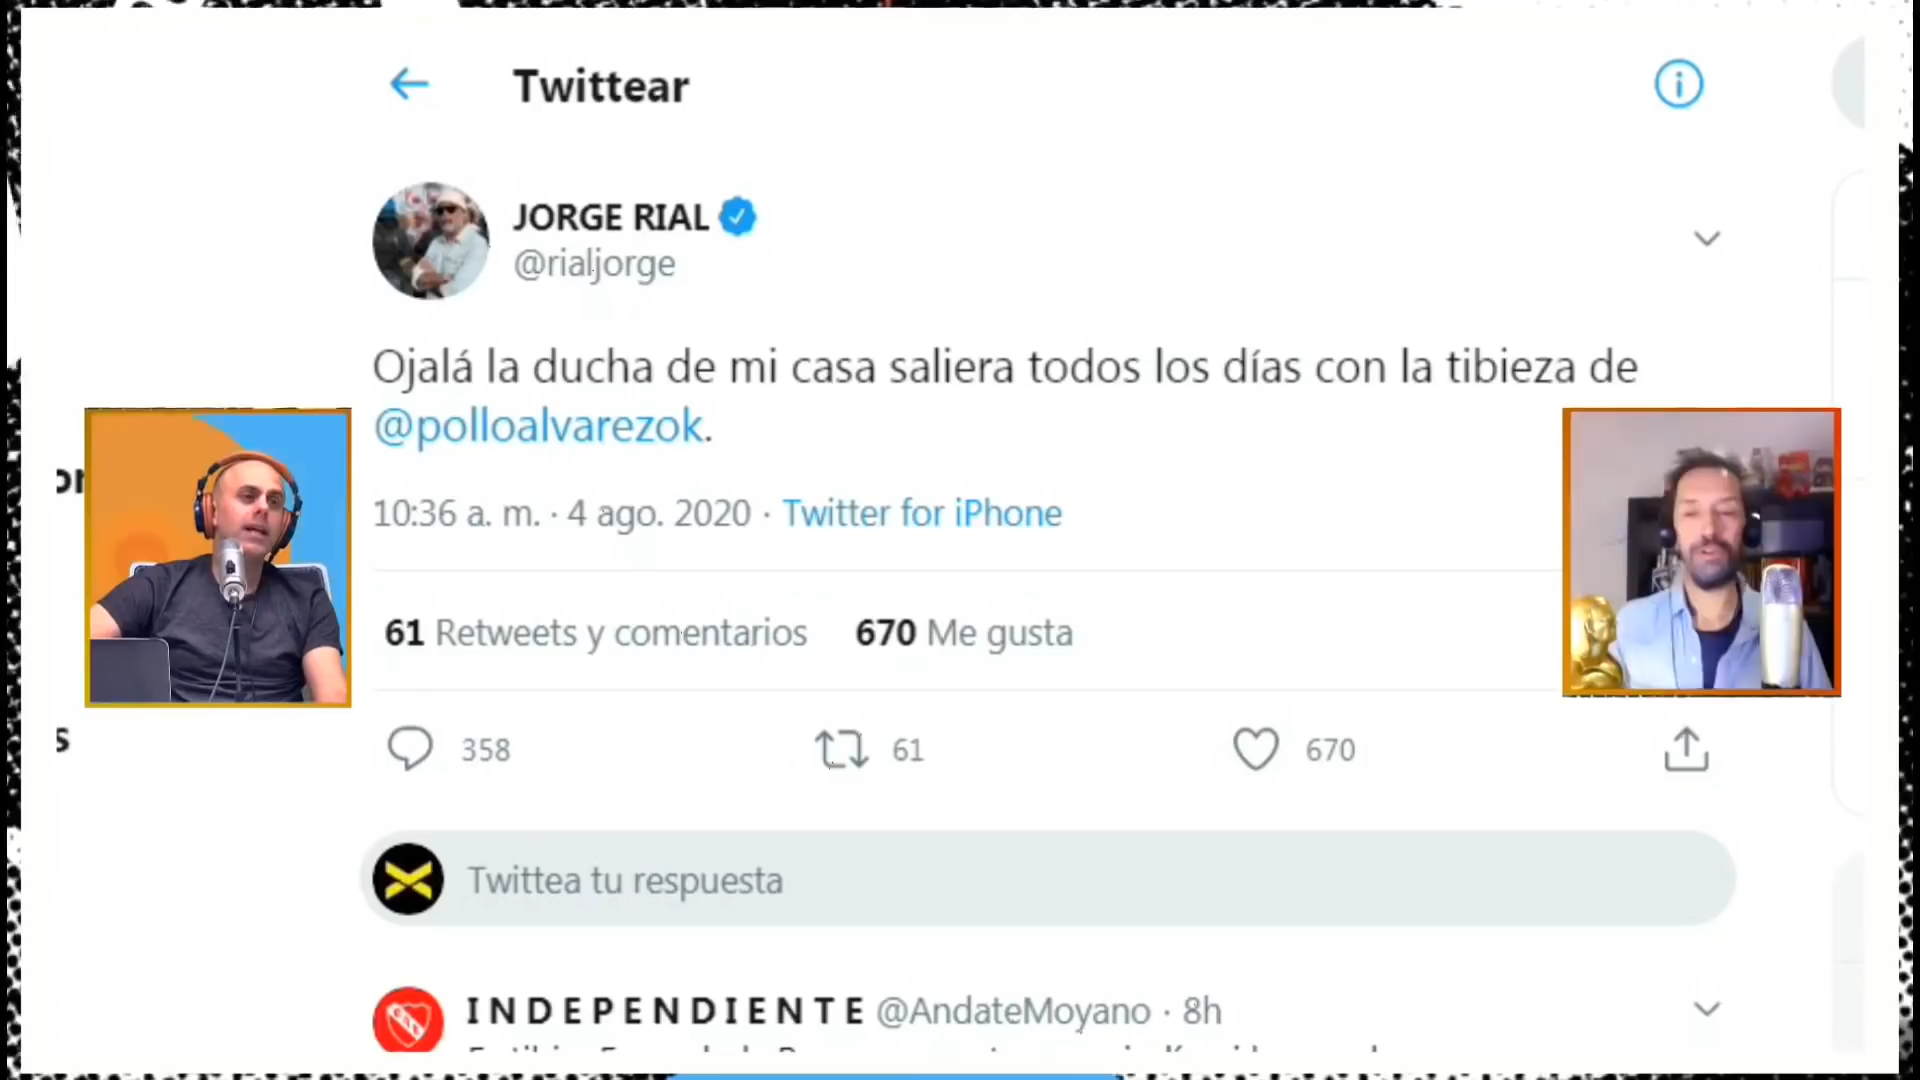 Twittear
JORGE RIAL
@rialjorge
Ojalá la ducha de mi casa saliera todos los días con la tibieza de
@polloalvarezok.
10:36 a. m. · 4 ago. 2020 · Twitter for iPhone
61 Retweets y comentarios 670 Me gusta
358 61 670
Twittea tu respuesta
INDEPENDIENTE @AndateMoyano · 8h